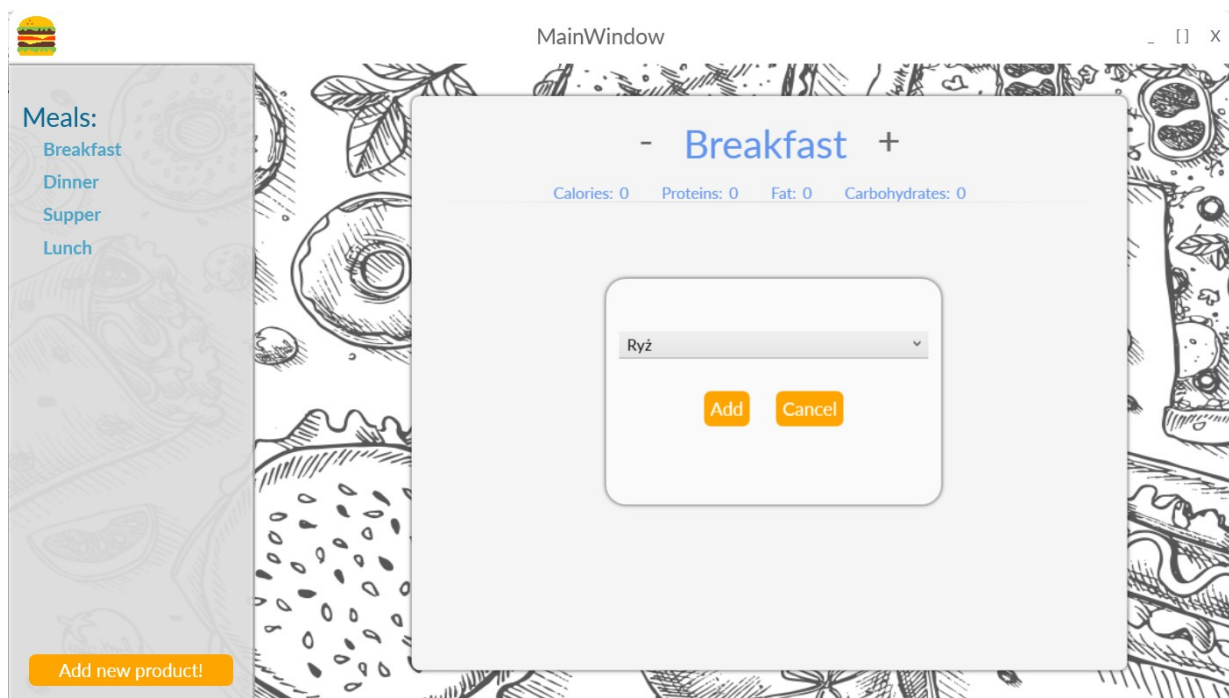 MainWindow
_ [ ] X
Meals:
Breakfast
Dinner
Supper
Lunch
Add new product!
- Breakfast +
Calories: 0 Proteins: 0 Fat: 0 Carbohydrates: 0
Ryż
Add Cancel